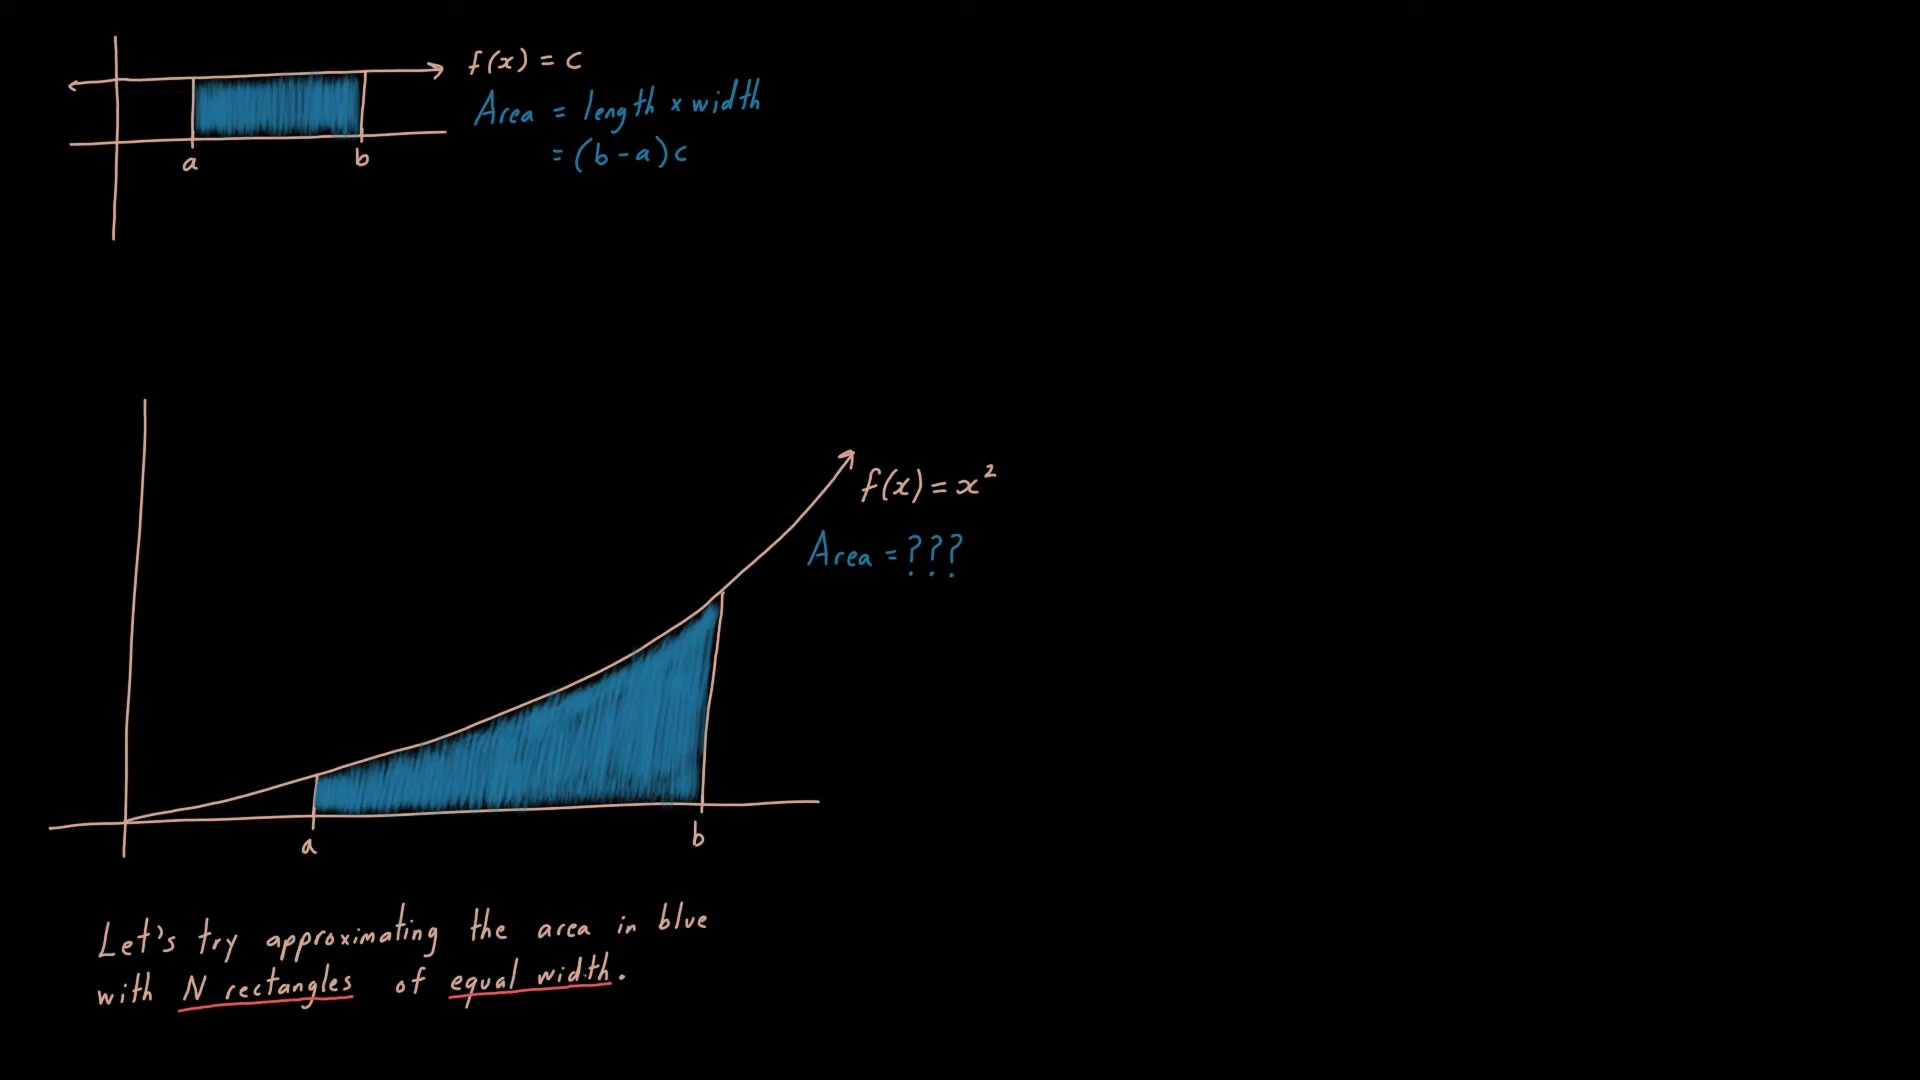 f(x) = c
Area = length × width
= (b - a) c
a
b
f(x) = x²
Area = ???
a
b
Let's try approximating the area in blue
with N rectangles of equal width.